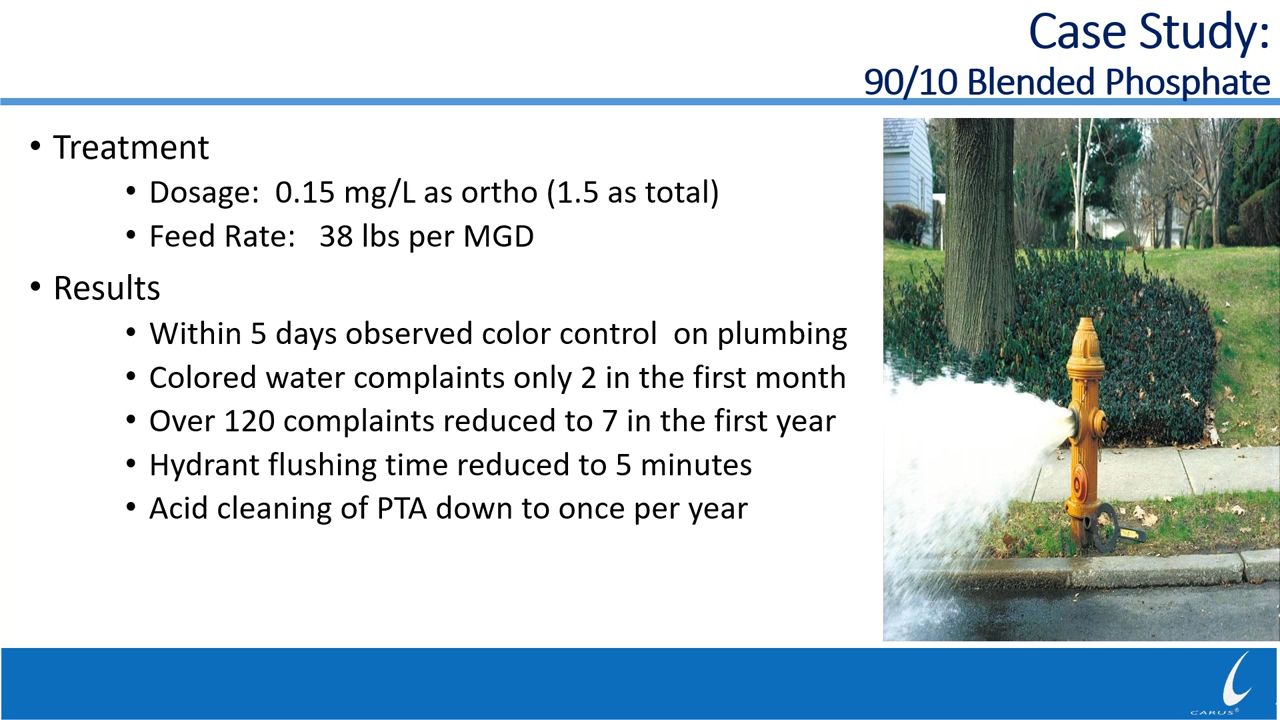 Case Study:
90/10 Blended Phosphate
• Treatment
• Dosage: 0.15 mg/L as ortho (1.5 as total)
• Feed Rate: 38 lbs per MGD
• Results
• Within 5 days observed color control on plumbing
• Colored water complaints only 2 in the first month
• Over 120 complaints reduced to 7 in the first year
• Hydrant flushing time reduced to 5 minutes
• Acid cleaning of PTA down to once per year
CARUS®